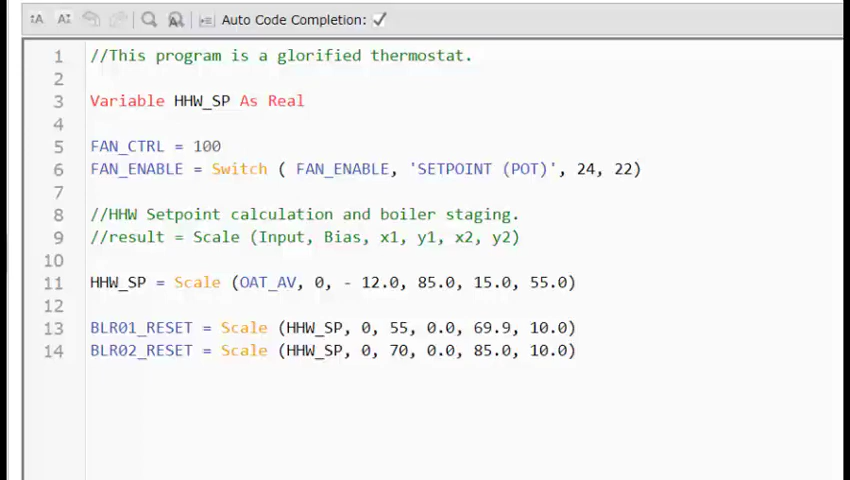 Auto Code Completion:
1 //This program is a glorified thermostat.
2
3 Variable HHW_SP As Real
4
5 FAN_CTRL = 100
6 FAN_ENABLE = Switch ( FAN_ENABLE, 'SETPOINT (POT)', 24, 22)
7
8 //HHW Setpoint calculation and boiler staging.
9 //result = Scale (Input, Bias, x1, y1, x2, y2)
10
11 HHW_SP = Scale (OAT_AV, 0, - 12.0, 85.0, 15.0, 55.0)
12
13 BLR01_RESET = Scale (HHW_SP, 0, 55, 0.0, 69.9, 10.0)
14 BLR02_RESET = Scale (HHW_SP, 0, 70, 0.0, 85.0, 10.0)